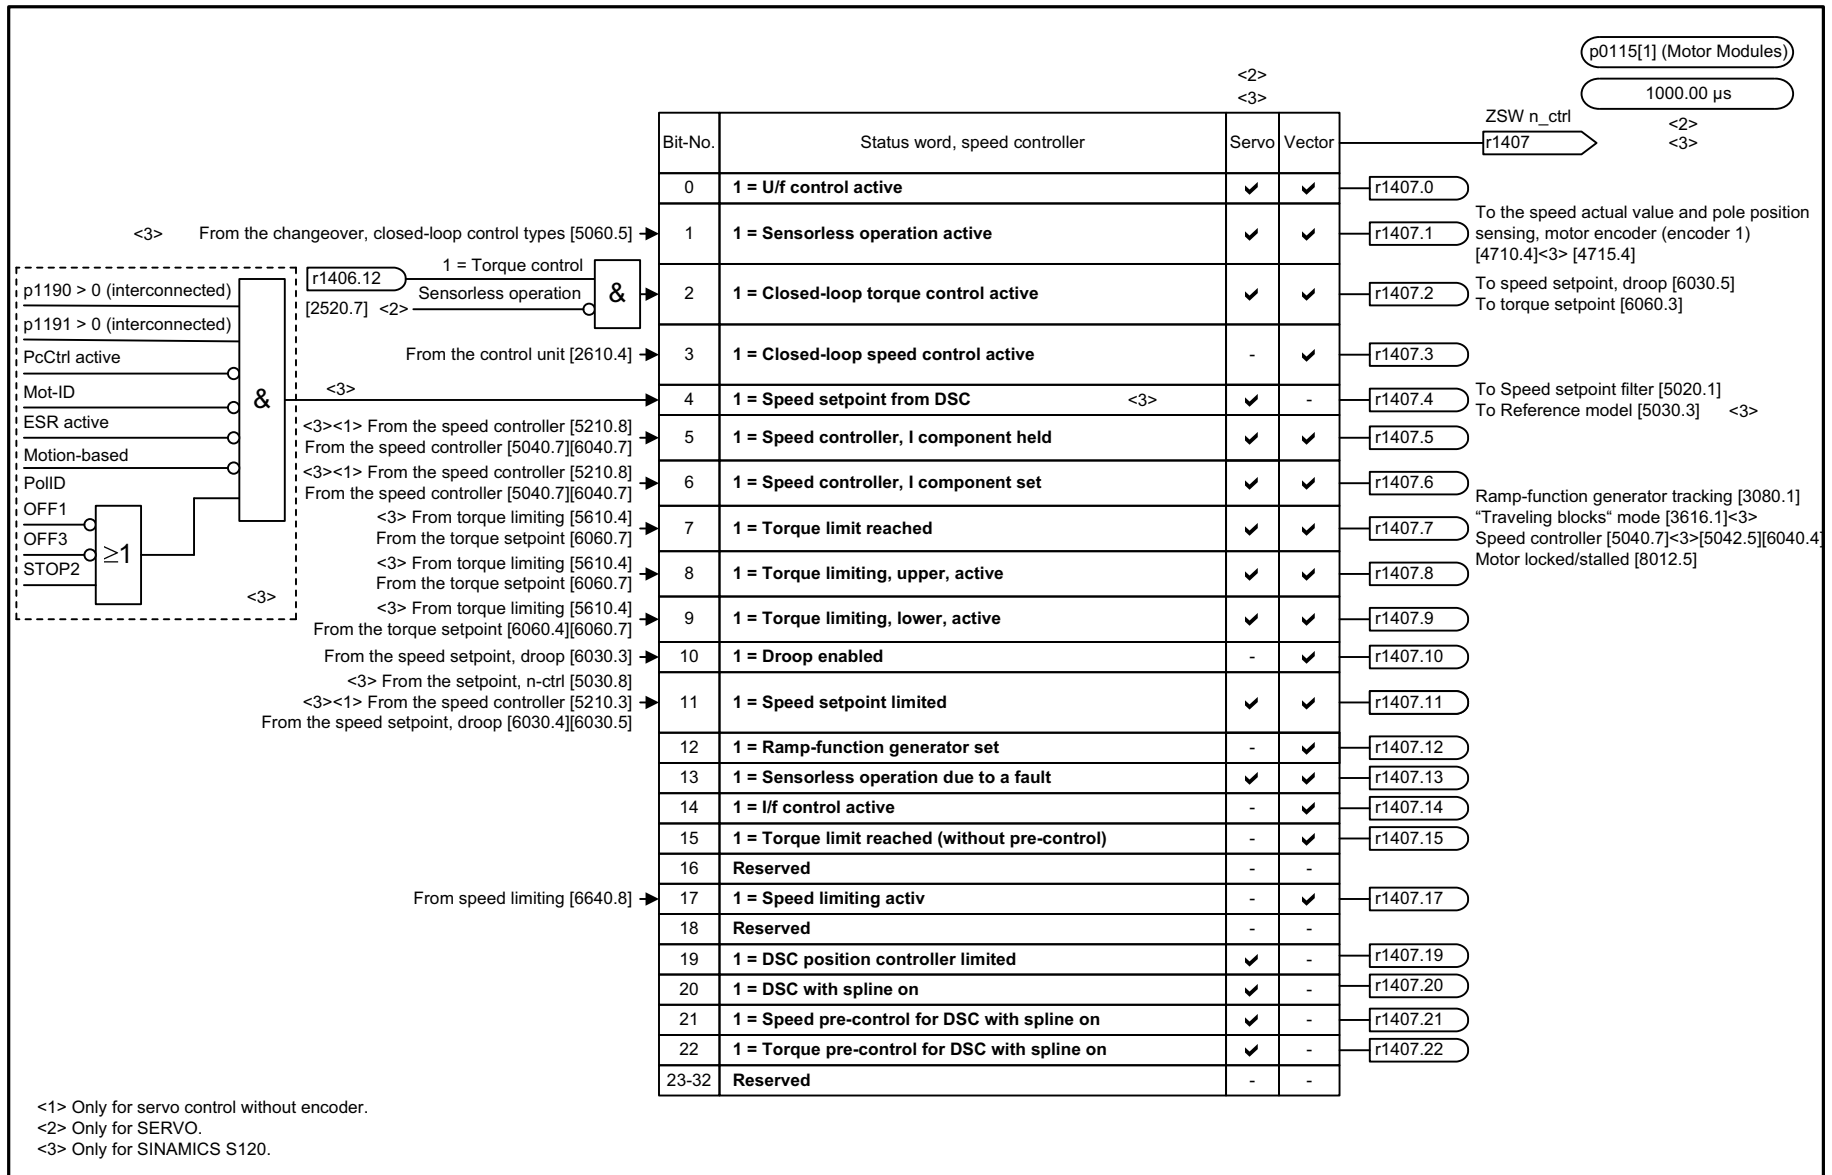 p0115[1] (Motor Modules)
1000.00 µs
<2>
<3>
<2>
<3>
ZSW n_ctrl
r1407
Bit-No. Status word, speed controller Servo Vector
0 1 = U/f control active ✔ ✔ r1407.0
<3> From the changeover, closed-loop control types [5060.5] 1 1 = Sensorless operation active ✔ ✔ r1407.1
To the speed actual value and pole position
sensing, motor encoder (encoder 1)
[4710.4]<3> [4715.4]
r1406.12 1 = Torque control
Sensorless operation
[2520.7] <2>
&
2 1 = Closed-loop torque control active ✔ ✔ r1407.2
To speed setpoint, droop [6030.5]
To torque setpoint [6060.3]
From the control unit [2610.4] 3 1 = Closed-loop speed control active - ✔ r1407.3
p1190 > 0 (interconnected)
p1191 > 0 (interconnected)
PcCtrl active
Mot-ID
ESR active
Motion-based
PolID
OFF1
OFF3
STOP2
≥1
&
<3>
<3>
4 1 = Speed setpoint from DSC <3> ✔ - r1407.4
To Speed setpoint filter [5020.1]
To Reference model [5030.3] <3>
<3><1> From the speed controller [5210.8]
From the speed controller [5040.7][6040.7]
5 1 = Speed controller, I component held ✔ ✔ r1407.5
<3><1> From the speed controller [5210.8]
From the speed controller [5040.7][6040.7]
6 1 = Speed controller, I component set ✔ ✔ r1407.6
<3> From torque limiting [5610.4]
From the torque setpoint [6060.7]
7 1 = Torque limit reached ✔ ✔ r1407.7
Ramp-function generator tracking [3080.1]
“Traveling blocks“ mode [3616.1]<3>
Speed controller [5040.7]<3>[5042.5][6040.4]
Motor locked/stalled [8012.5]
<3> From torque limiting [5610.4]
From the torque setpoint [6060.7]
8 1 = Torque limiting, upper, active ✔ ✔ r1407.8
<3> From torque limiting [5610.4]
From the torque setpoint [6060.4][6060.7]
9 1 = Torque limiting, lower, active ✔ ✔ r1407.9
From the speed setpoint, droop [6030.3] 10 1 = Droop enabled - ✔ r1407.10
<3> From the setpoint, n-ctrl [5030.8]
<3><1> From the speed controller [5210.3]
From the speed setpoint, droop [6030.4][6030.5]
11 1 = Speed setpoint limited ✔ ✔ r1407.11
12 1 = Ramp-function generator set - ✔ r1407.12
13 1 = Sensorless operation due to a fault ✔ ✔ r1407.13
14 1 = I/f control active - ✔ r1407.14
15 1 = Torque limit reached (without pre-control) - ✔ r1407.15
16 Reserved - -
From speed limiting [6640.8] 17 1 = Speed limiting activ - ✔ r1407.17
18 Reserved - -
19 1 = DSC position controller limited ✔ - r1407.19
20 1 = DSC with spline on ✔ - r1407.20
21 1 = Speed pre-control for DSC with spline on ✔ - r1407.21
22 1 = Torque pre-control for DSC with spline on ✔ - r1407.22
23-32 Reserved - -
<1> Only for servo control without encoder.
<2> Only for SERVO.
<3> Only for SINAMICS S120.